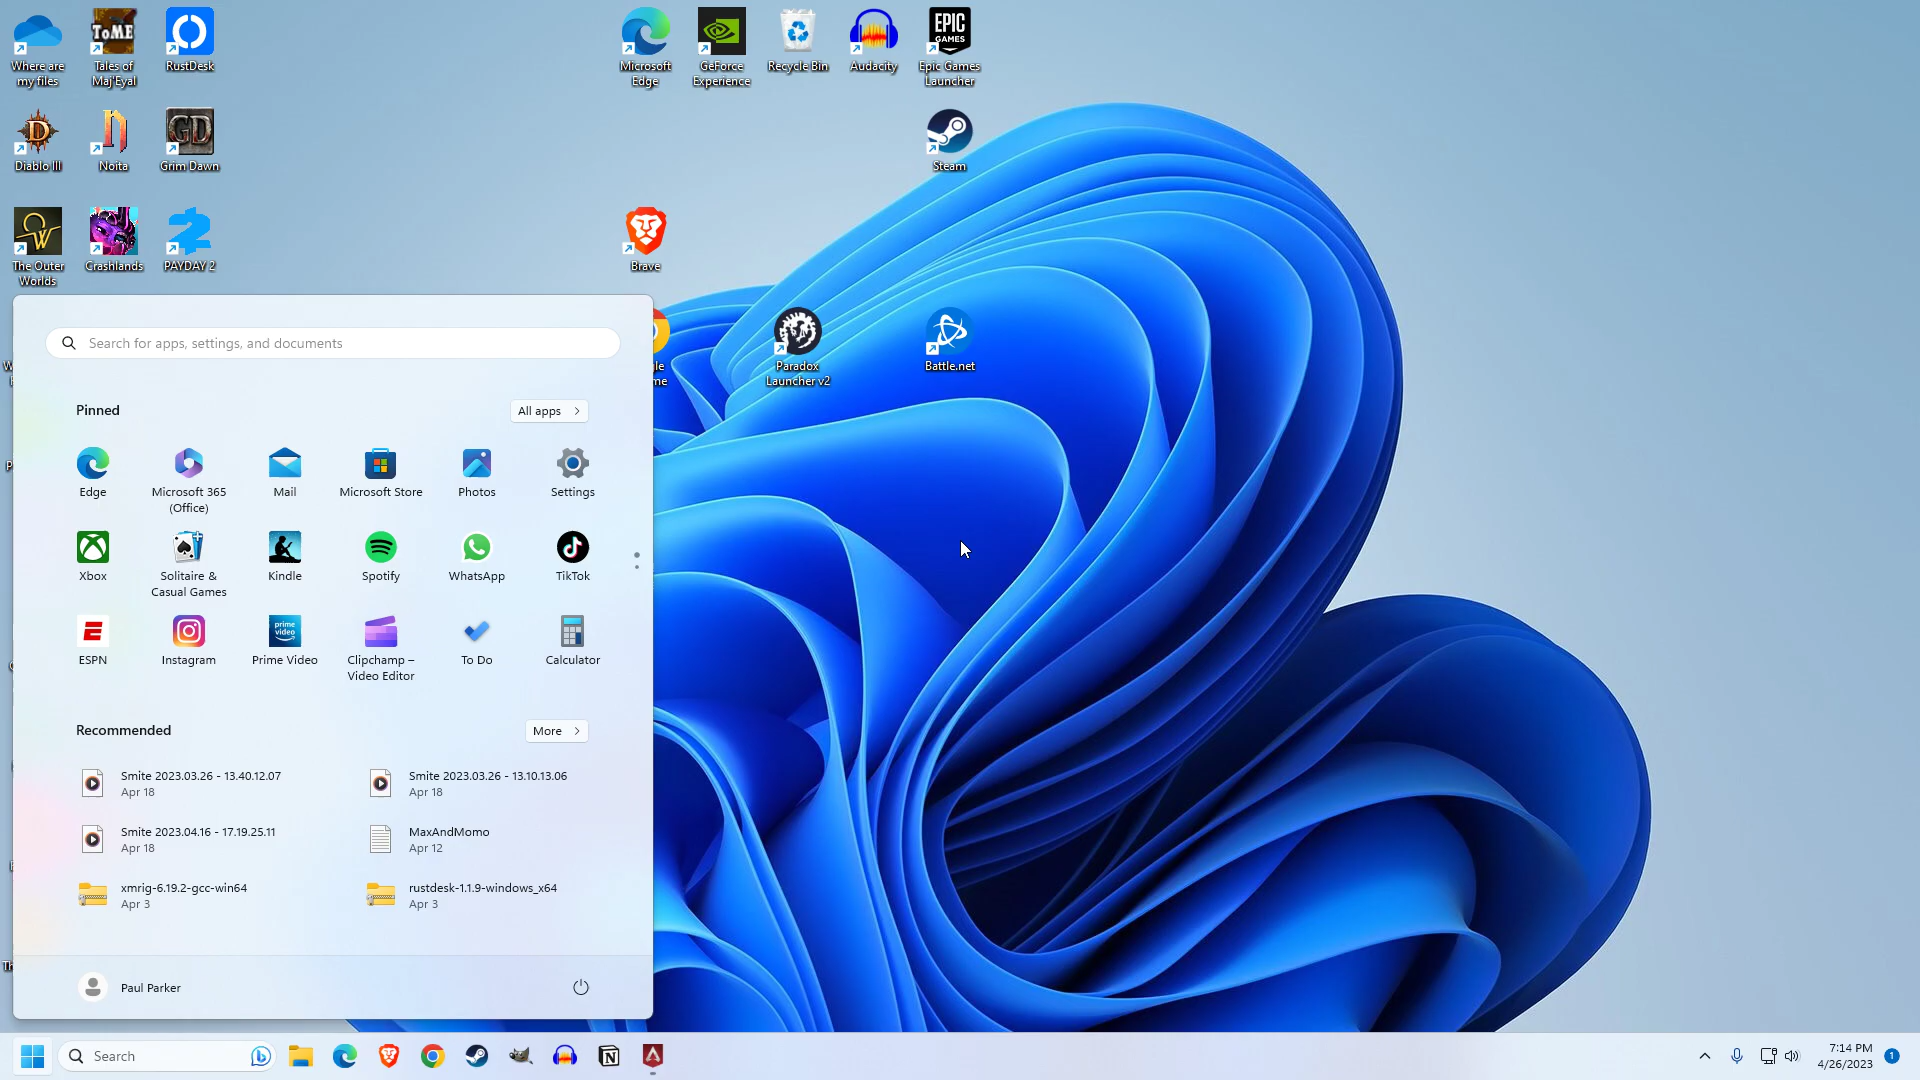 Where are
my files
Tales of
Maj'Eyal
RustDesk
Microsoft
Edge
GeForce
Experience
Recycle Bin
Audacity
EPIC
GAMES
Epic Games
Launcher
Diablo III
Noita
Grim Dawn
Steam
The Outer
Worlds
Crashlands
PAYDAY 2
Brave
Paradox
Launcher v2
Battle.net
Search for apps, settings, and documents
Pinned
All apps
Edge
Microsoft 365
(Office)
Mail
Microsoft Store
Photos
Settings
Xbox
Solitaire &
Casual Games
Kindle
Spotify
WhatsApp
TikTok
prime
video
ESPN
Instagram
Prime Video
Clipchamp –
Video Editor
To Do
Calculator
Recommended
More
Smite 2023.03.26 - 13.40.12.07
Apr 18
Smite 2023.03.26 - 13.10.13.06
Apr 18
Smite 2023.04.16 - 17.19.25.11
Apr 18
MaxAndMomo
Apr 12
xmrig-6.19.2-gcc-win64
Apr 3
rustdesk-1.1.9-windows_x64
Apr 3
Paul Parker
Search
7:14 PM
4/26/2023
1